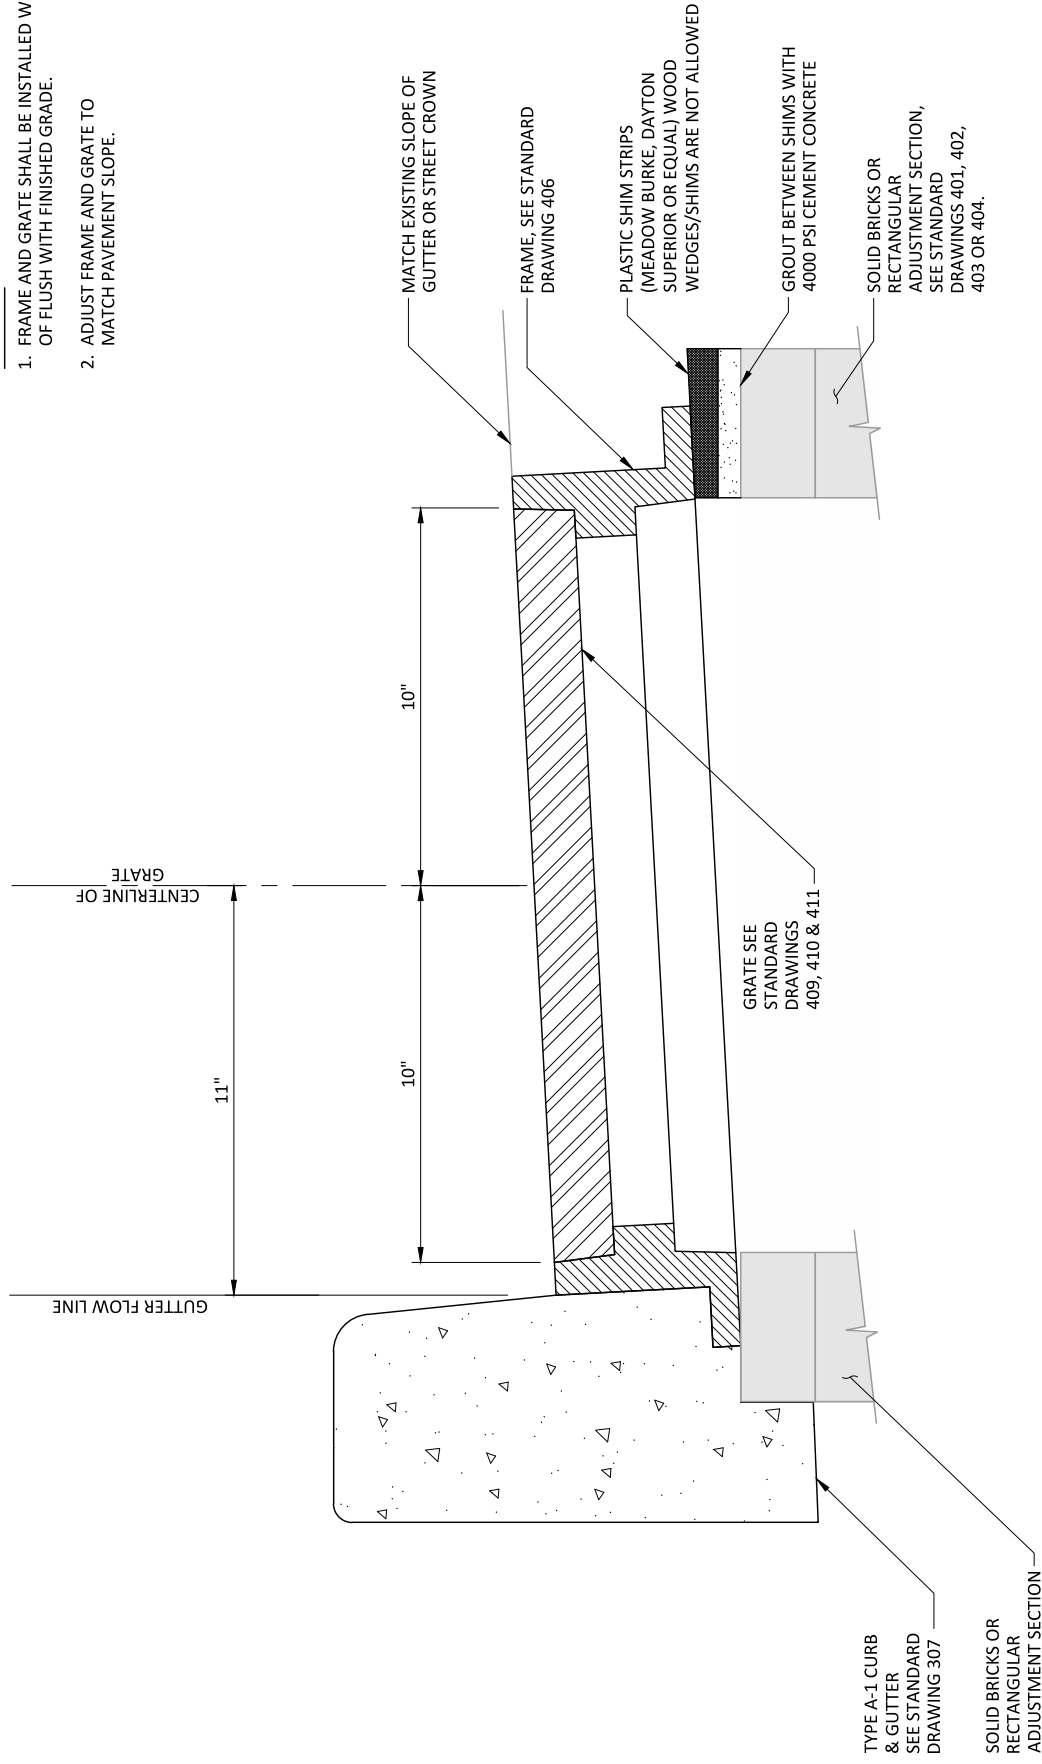 1. FRAME AND GRATE SHALL BE INSTALLED W
OF FLUSH WITH FINISHED GRADE.
2. ADJUST FRAME AND GRATE TO
MATCH PAVEMENT SLOPE.
MATCH EXISTING SLOPE OF
GUTTER OR STREET CROWN
FRAME, SEE STANDARD
DRAWING 406
PLASTIC SHIM STRIPS
(MEADOW BURKE, DAYTON
SUPERIOR OR EQUAL) WOOD
WEDGES/SHIMS ARE NOT ALLOWED
GROUT BETWEEN SHIMS WITH
4000 PSI CEMENT CONCRETE
SOLID BRICKS OR
RECTANGULAR
ADJUSTMENT SECTION,
SEE STANDARD
DRAWINGS 401, 402,
403 OR 404.
CENTERLINE OF
GRATE
10"
10"
11"
GUTTER FLOW LINE
GRATE SEE
STANDARD
DRAWINGS
409, 410 & 411
TYPE A-1 CURB
& GUTTER
SEE STANDARD
DRAWING 307
SOLID BRICKS OR
RECTANGULAR
ADJUSTMENT SECTION